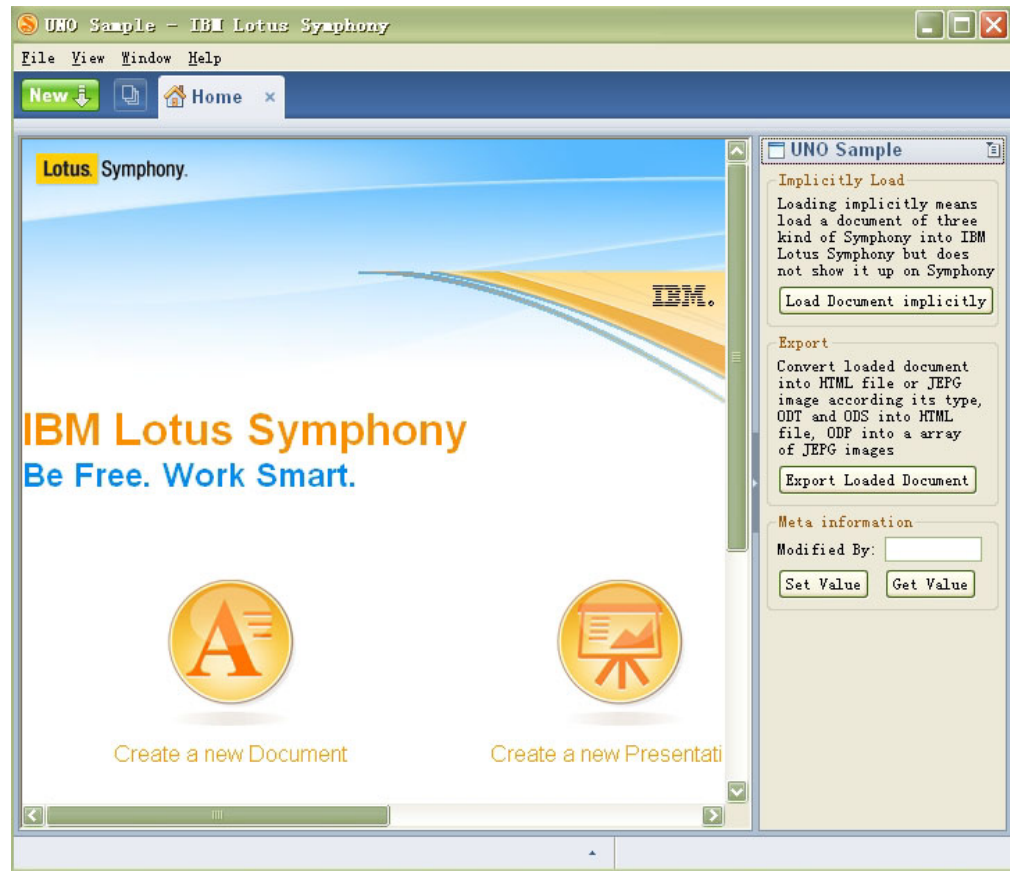 UNO Sample - IBM Lotus Symphony
File View Window Help
New
Home
Lotus. Symphony.
IBM.
IBM Lotus Symphony
Be Free. Work Smart.
Create a new Document
Create a new Presentati
UNO Sample
Implicitly Load
Loading implicitly means
load a document of three
kind of Symphony into IBM
Lotus Symphony but does
not show it up on Symphony
Load Document implicitly
Export
Convert loaded document
into HTML file or JEPG
image according its type,
ODT and ODS into HTML
file, ODP into a array
of JEPG images
Export Loaded Document
Meta information
Modified By:
Set Value Get Value